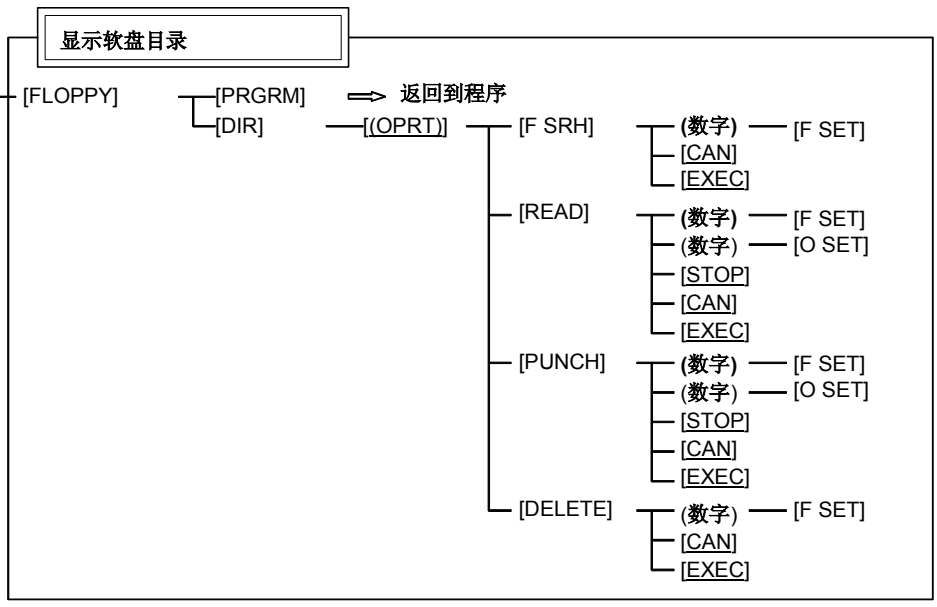 显示软盘目录
[FLOPPY] [PRGRM] 返回到程序
[DIR] [(OPRT)] [F SRH] (数字) [F SET]
[CAN]
[EXEC]
[READ] (数字) [F SET]
(数字) [O SET]
[STOP]
[CAN]
[EXEC]
[PUNCH] (数字) [F SET]
(数字) [O SET]
[STOP]
[CAN]
[EXEC]
[DELETE] (数字) [F SET]
[CAN]
[EXEC]